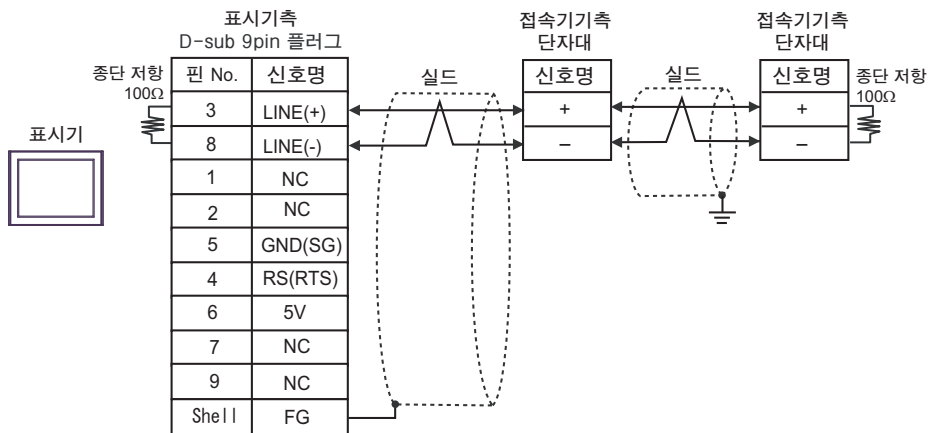 표시기측
D-sub 9pin 플러그
접속기기측
단자대
접속기기측
단자대
종단 저항
100Ω
핀 No. 신호명
실드
신호명
실드
신호명
종단 저항
100Ω
3 LINE(+)
+
+
표시기
8 LINE(-)
–
–
1 NC
2 NC
5 GND(SG)
4 RS(RTS)
6 5V
7 NC
9 NC
Shell FG